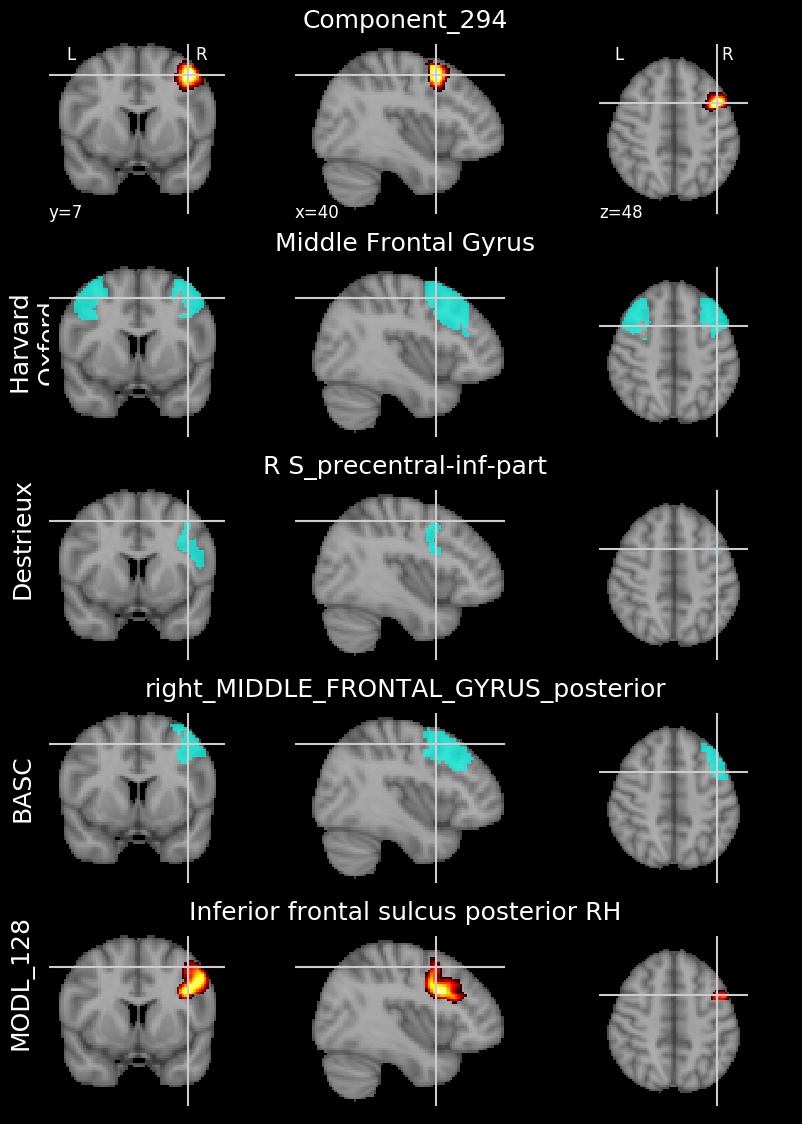 Component_294
L R L R
y=7 x=40 z=48
Middle Frontal Gyrus
Harvard
Oxford
R S_precentral-inf-part
Destrieux
right_MIDDLE_FRONTAL_GYRUS_posterior
BASC
Inferior frontal sulcus posterior RH
MODL_128